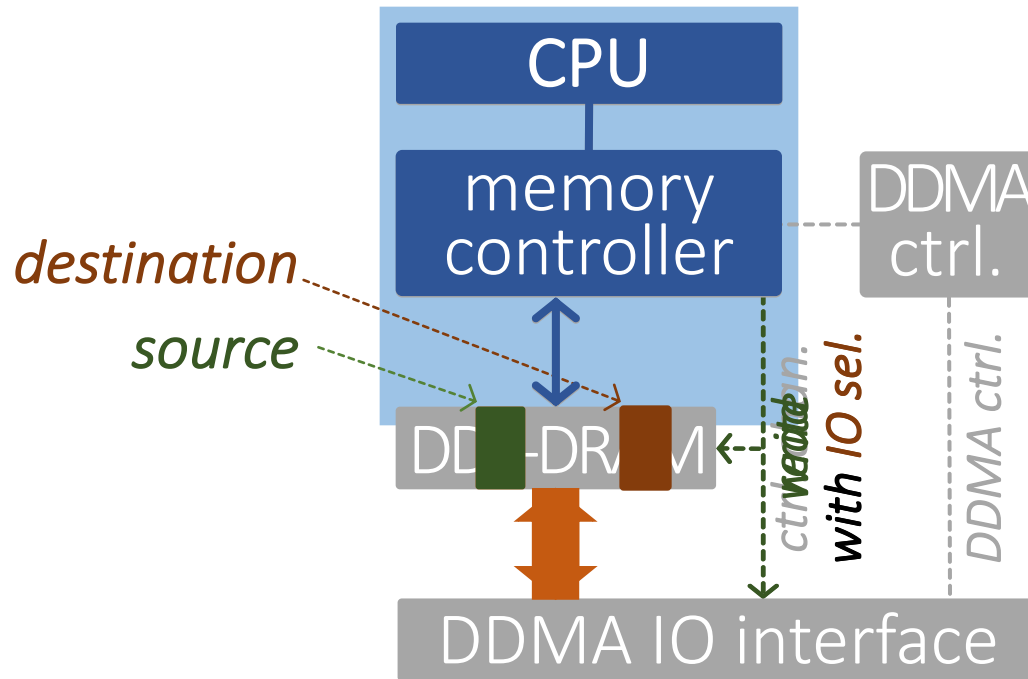 CPU
memory
controller
DDMA
ctrl.
destination
source
with IO sel.
DDMA ctrl.
DDMA IO interface